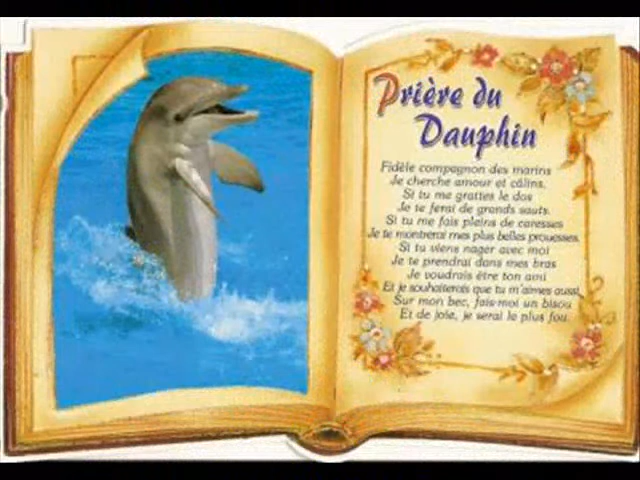 Prière du
Dauphin
Fidèle compagnon des marins
Je cherche amour et câlins.
Si tu me grattes le dos
Je te ferai de grands sauts.
Si tu me fais pleins de caresses
Je te montrerai mes plus belles prouesses.
Si tu viens nager avec moi
Je te prendrai dans mes bras
Je voudrais être ton ami
Et je souhaiterais que tu m'aimes aussi
Sur mon bec, fais-moi un bisou
Et de joie, je serai le plus fou.